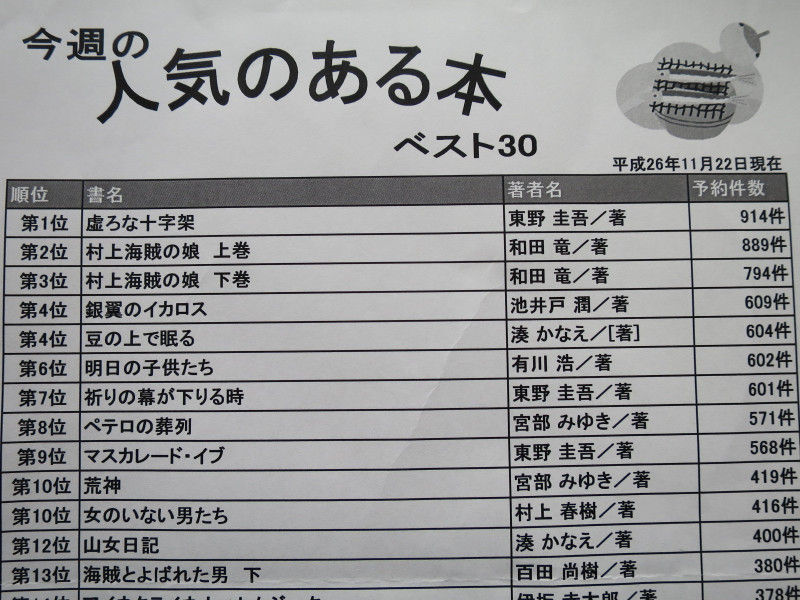 今週の
人気のある本
ベスト30
平成26年11月22日現在
順位 書名 著者名 予約件数
第1位 虚ろな十字架 東野 圭吾／著 914件
第2位 村上海賊の娘 上巻 和田 竜／著 889件
第3位 村上海賊の娘 下巻 和田 竜／著 794件
第4位 銀翼のイカロス 池井戸 潤／著 609件
第4位 豆の上で眠る 湊 かなえ／[著] 604件
第6位 明日の子供たち 有川 浩／著 602件
第7位 祈りの幕が下りる時 東野 圭吾／著 601件
第8位 ペテロの葬列 宮部 みゆき／著 571件
第9位 マスカレード・イブ 東野 圭吾／著 568件
第10位 荒神 宮部 みゆき／著 419件
第10位 女のいない男たち 村上 春樹／著 416件
第12位 山女日記 湊 かなえ／著 400件
第13位 海賊とよばれた男 下 百田 尚樹／著 380件
378件